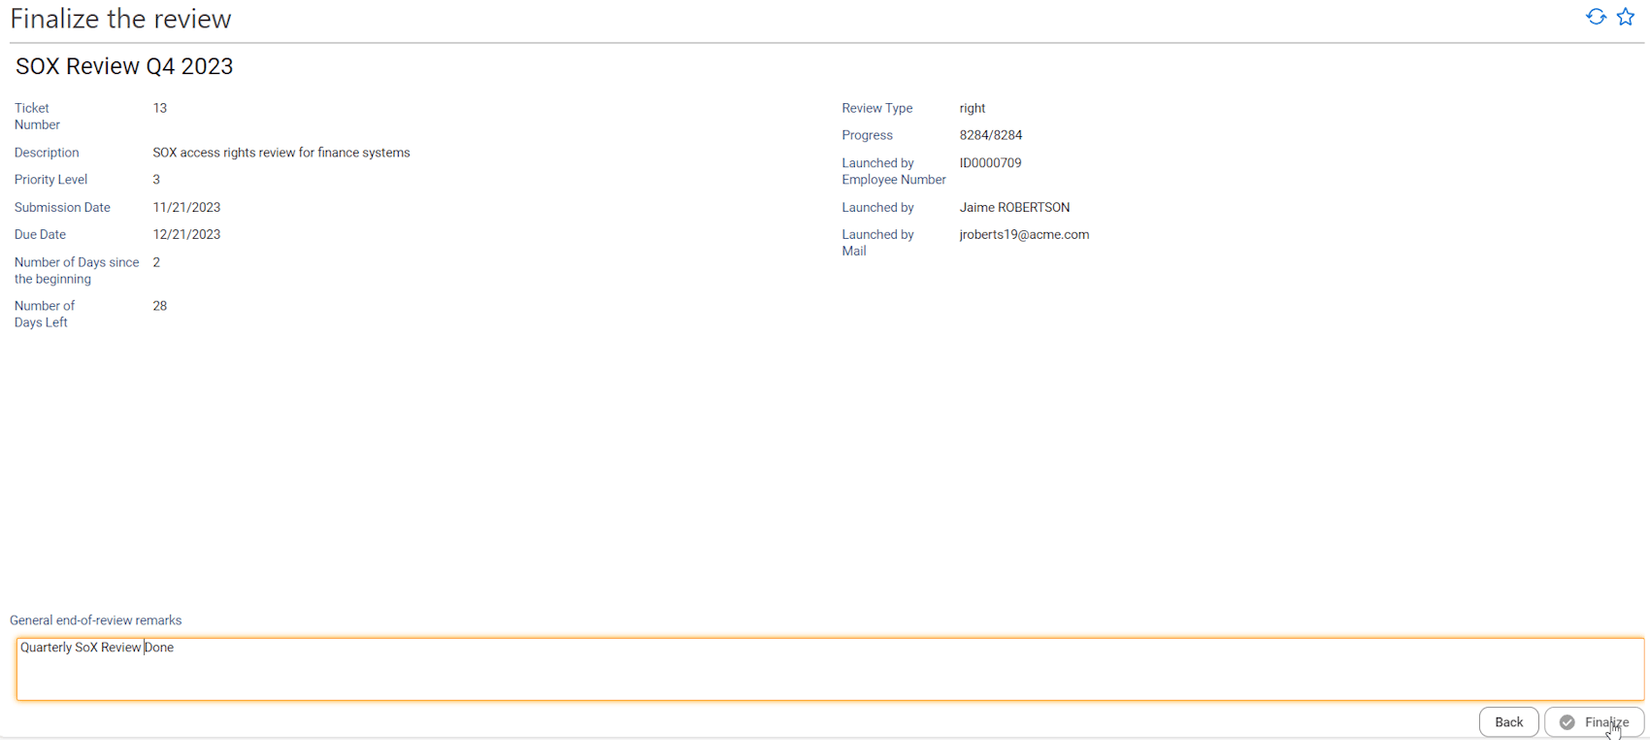 Finalize the review
SOX Review Q4 2023
Ticket
Number
13
Description
SOX access rights review for finance systems
Priority Level
3
Submission Date
11/21/2023
Due Date
12/21/2023
Number of Days since
the beginning
2
Number of
Days Left
28
Review Type
right
Progress
8284/8284
Launched by
Employee Number
ID0000709
Launched by
Jaime ROBERTSON
Launched by
Mail
jroberts19@acme.com
General end-of-review remarks
Quarterly SoX Review Done
Back
Finalize